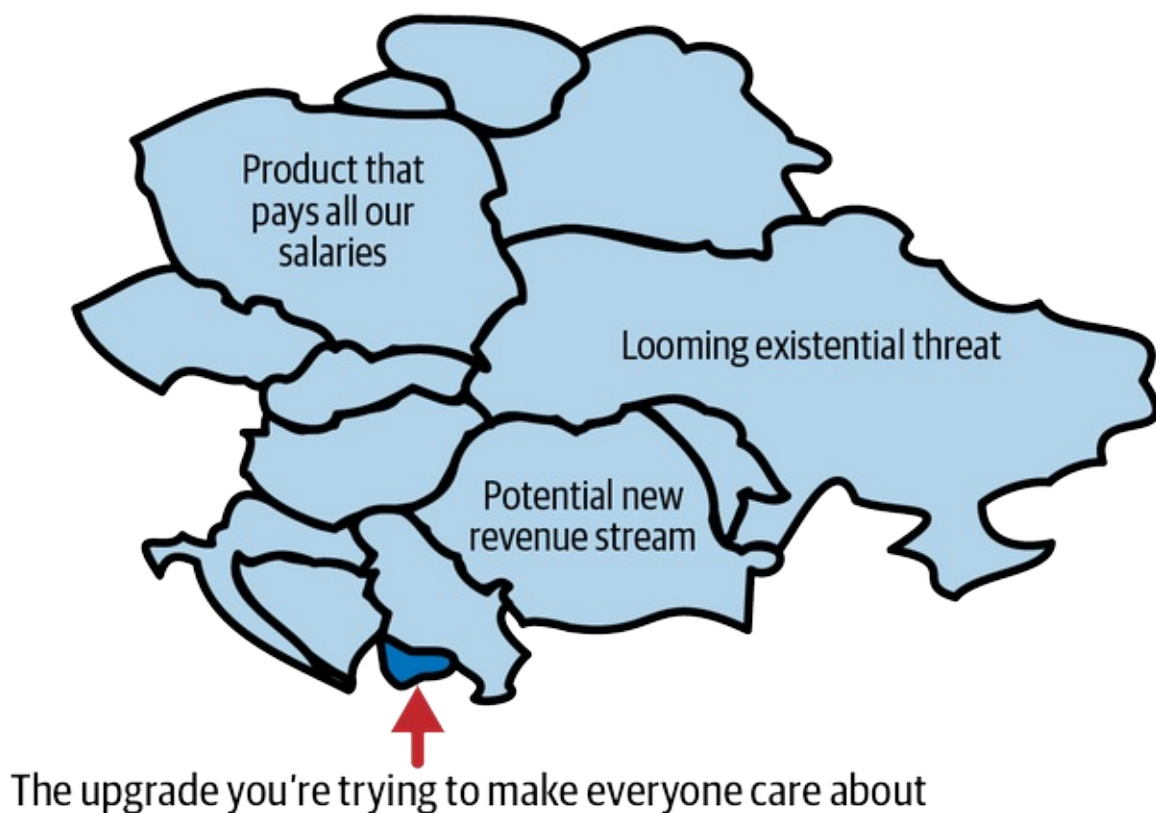 Product that
pays all our
salaries
Looming existential threat
Potential new
revenue stream
The upgrade you're trying to make everyone care about